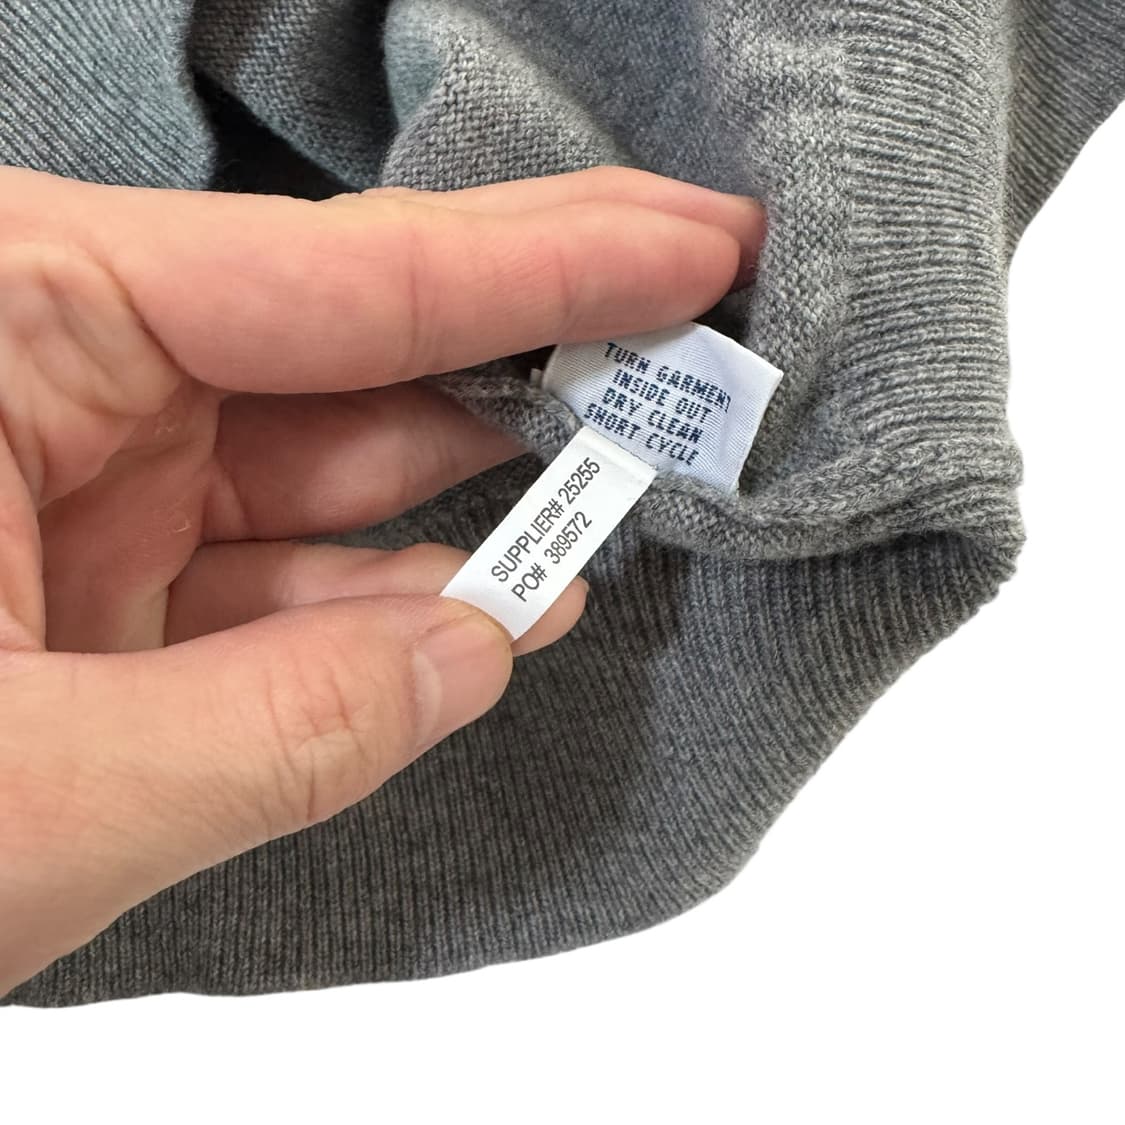 TURN GARMENT
INSIDE OUT
DRY CLEAN
SHORT CYCLE
SUPPLIER# 25255
PO# 389572